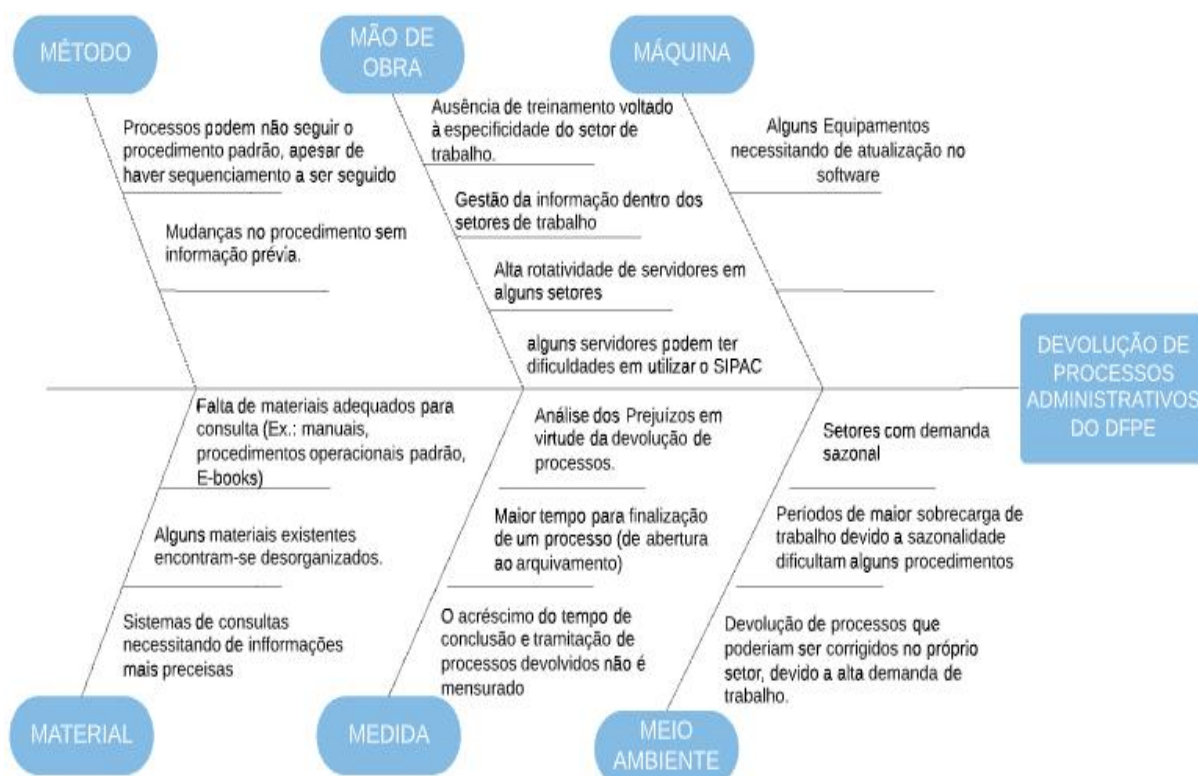 MÉTODO
Processos podem não seguir o
procedimento padrão, apesar de
haver sequenciamento a ser seguido
Mudanças no procedimento sem
informação prévia.
MÃO DE
OBRA
Ausência de treinamento voltado
à especificidade do setor de
trabalho.
Gestão da informação dentro dos
setores de trabalho
Alta rotatividade de servidores em
alguns setores
alguns servidores podem ter
dificuldades em utilizar o SIPAC
MÁQUINA
Alguns Equipamentos
necessitando de atualização no
software
DEVOLUÇÃO DE
PROCESSOS
ADMINISTRATIVOS
DO DFPE
Falta de materiais adequados para
consulta (Ex.: manuais,
procedimentos operacionais padrão,
E-books)
Alguns materiais existentes
encontram-se desorganizados.
Sistemas de consultas
necessitando de infformações
mais preceisas
MATERIAL
Análise dos Prejuízos em
virtude da devolução de
processos.
Maior tempo para finalização
de um processo (de abertura
ao arquivamento)
O acréscimo do tempo de
conclusão e tramitação de
processos devolvidos não é
mensurado
MEDIDA
Setores com demanda
sazonal
Períodos de maior sobrecarga de
trabalho devido a sazonalidade
dificultam alguns procedimentos
Devolução de processos que
poderiam ser corrigidos no próprio
setor, devido a alta demanda de
trabalho.
MEIO
AMBIENTE